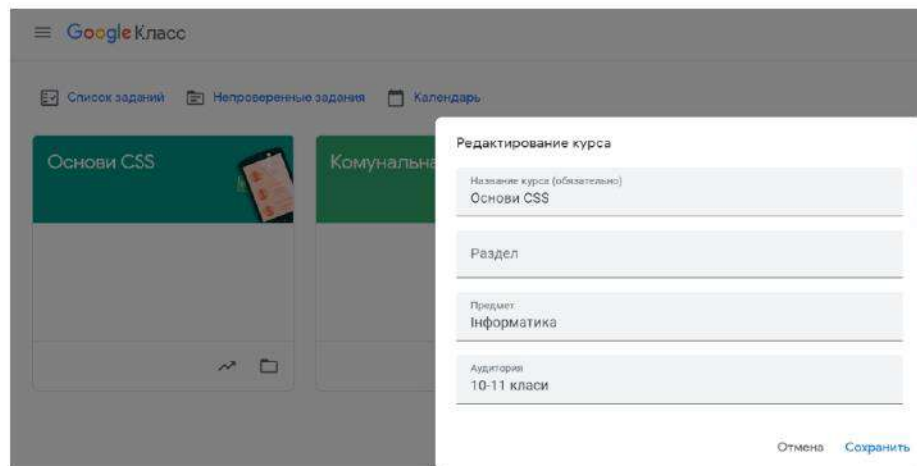 Google Класс
Список заданий Непроверенные задания Календарь
Основи CSS
Комунальна
Редактирование курса
Название курса (обязательно)
Основи CSS
Раздел
Предмет
Інформатика
Аудитория
10-11 класи
Отмена Сохранить